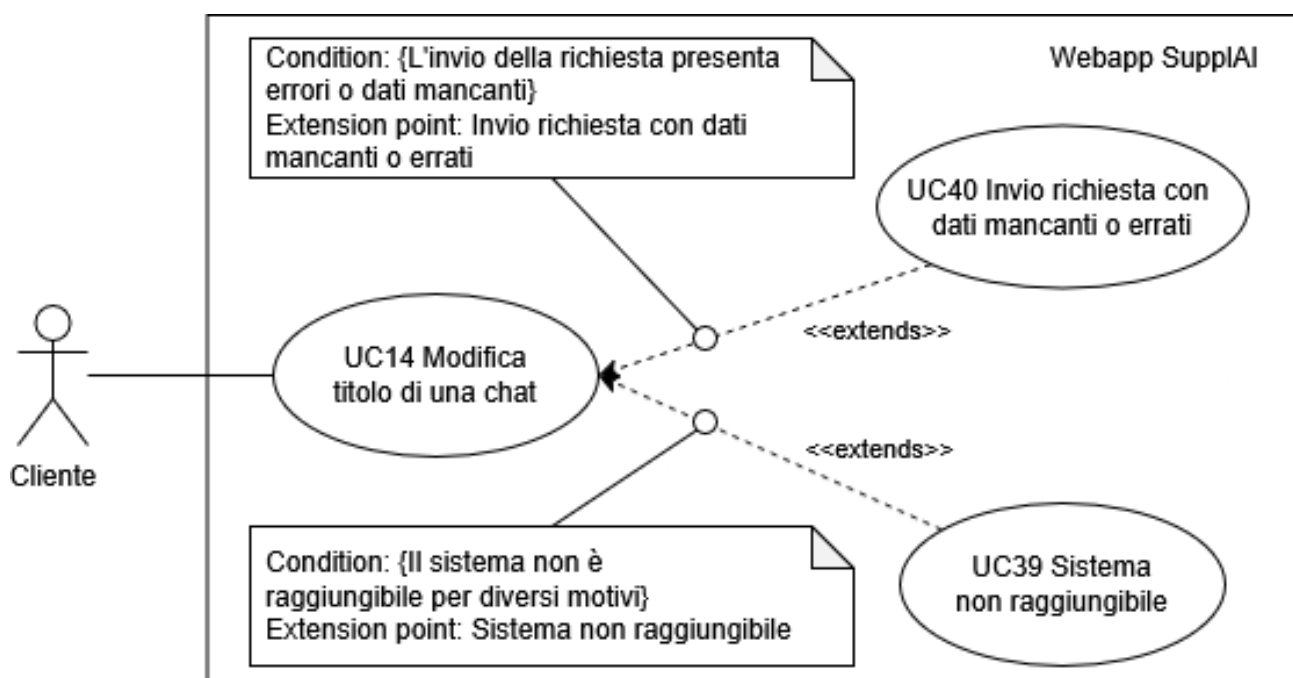 Condition: {L'invio della richiesta presenta
errori o dati mancanti}
Extension point: Invio richiesta con dati
mancanti o errati
Webapp SupplAI
UC40 Invio richiesta con
dati mancanti o errati
<<extends>>
UC14 Modifica
titolo di una chat
Cliente
<<extends>>
Condition: {Il sistema non è
raggiungibile per diversi motivi}
Extension point: Sistema non raggiungibile
UC39 Sistema
non raggiungibile